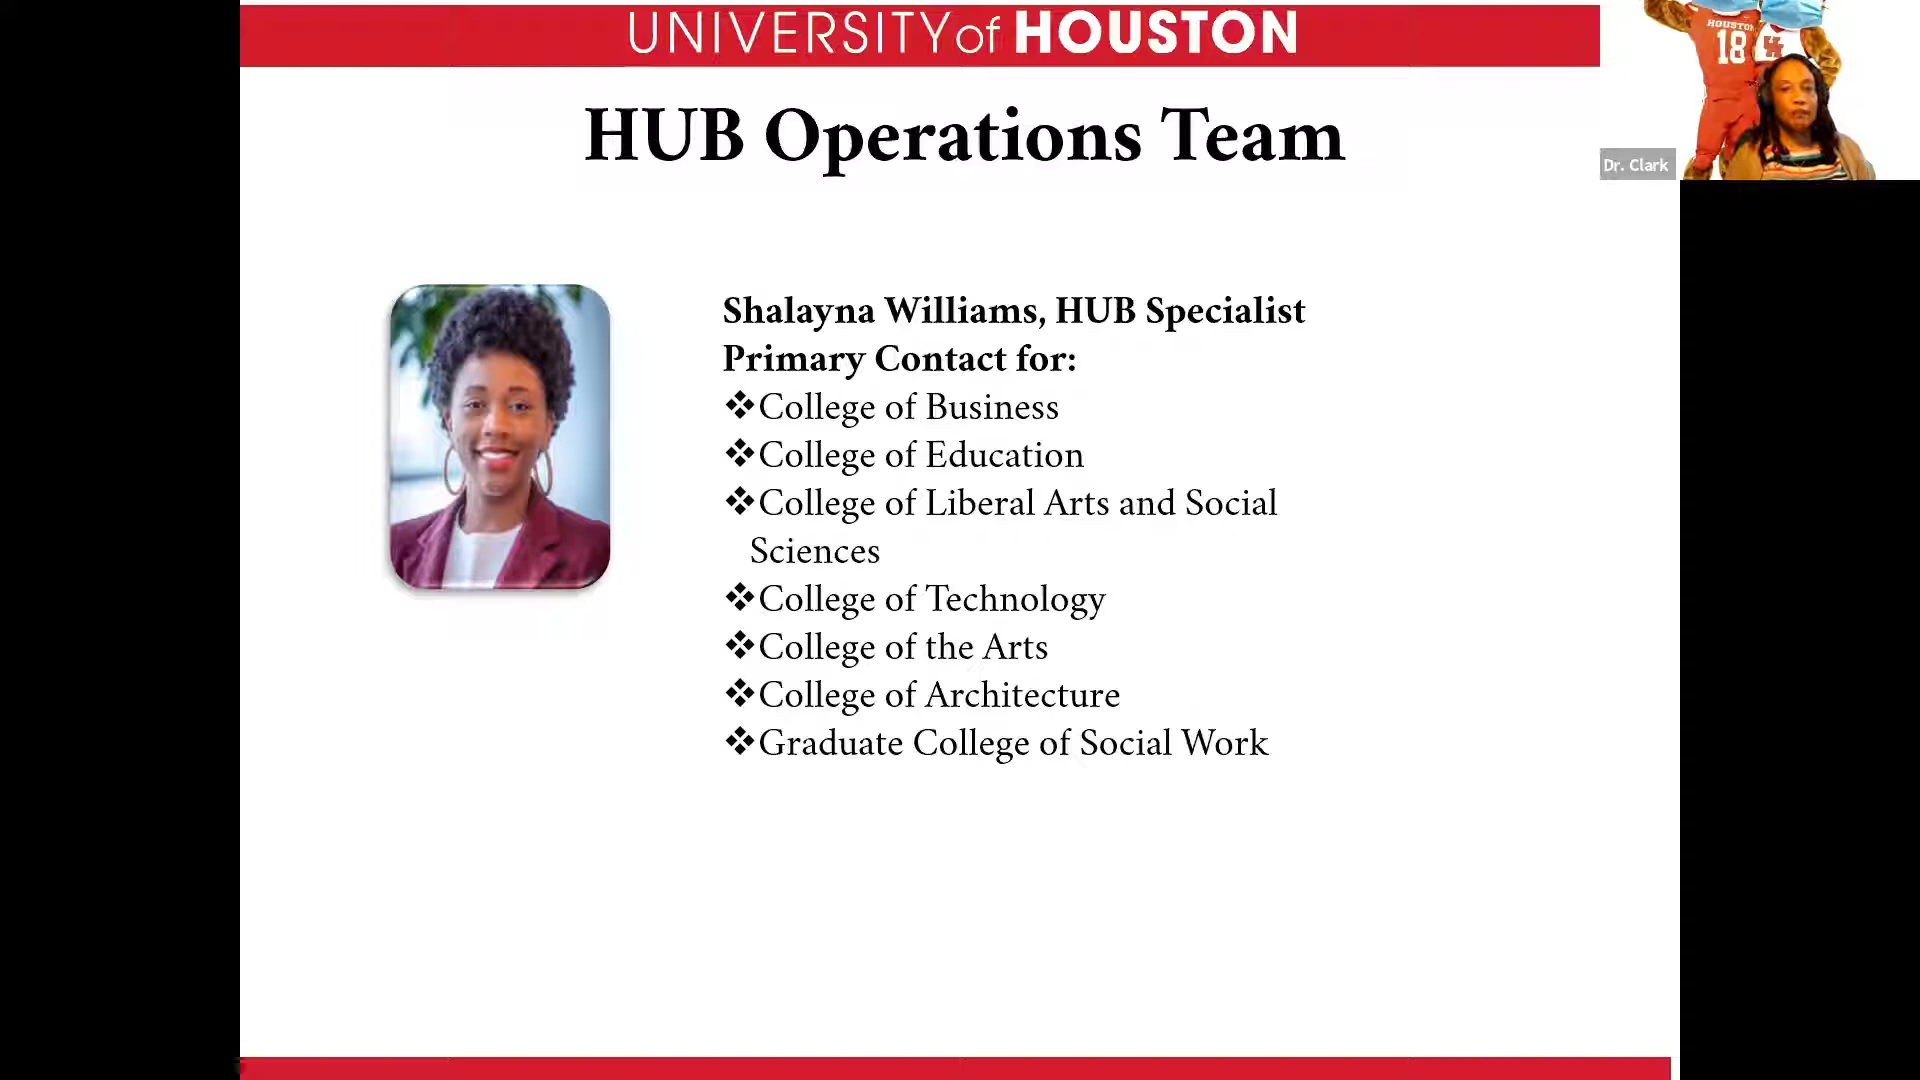 UNIVERSITY of HOUSTON
HUB Operations Team
HOUSTON
18
Dr. Clark
Shalayna Williams, HUB Specialist
Primary Contact for:
❖College of Business
❖College of Education
❖College of Liberal Arts and Social
Sciences
❖College of Technology
❖College of the Arts
❖College of Architecture
❖Graduate College of Social Work